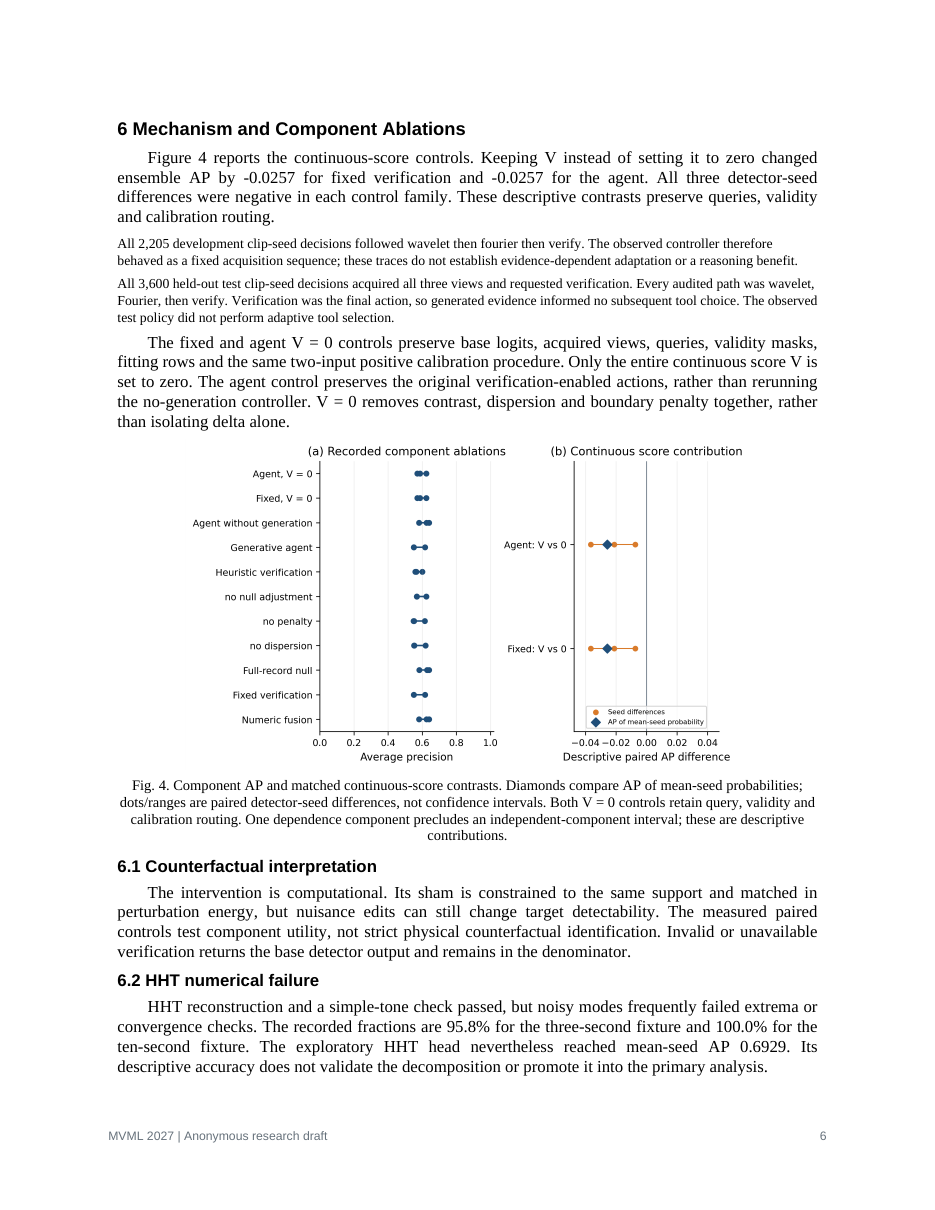 6 Mechanism and Component Ablations
Figure 4 reports the continuous-score controls. Keeping V instead of setting it to zero changed
ensemble AP by -0.0257 for fixed verification and -0.0257 for the agent. All three detector-seed
differences were negative in each control family. These descriptive contrasts preserve queries, validity
and calibration routing.
All 2,205 development clip-seed decisions followed wavelet then fourier then verify. The observed controller therefore
behaved as a fixed acquisition sequence; these traces do not establish evidence-dependent adaptation or a reasoning benefit.
All 3,600 held-out test clip-seed decisions acquired all three views and requested verification. Every audited path was wavelet,
Fourier, then verify. Verification was the final action, so generated evidence informed no subsequent tool choice. The observed
test policy did not perform adaptive tool selection.
The fixed and agent V = 0 controls preserve base logits, acquired views, queries, validity masks,
fitting rows and the same two-input positive calibration procedure. Only the entire continuous score V is
set to zero. The agent control preserves the original verification-enabled actions, rather than rerunning
the no-generation controller. V = 0 removes contrast, dispersion and boundary penalty together, rather
than isolating delta alone.
(a) Recorded component ablations
Agent, V = 0
Fixed, V = 0
Agent without generation
Generative agent
Heuristic verification
no null adjustment
no penalty
no dispersion
Full-record null
Fixed verification
Numeric fusion
0.0 0.2 0.4 0.6 0.8 1.0
Average precision
(b) Continuous score contribution
Agent: V vs 0
Fixed: V vs 0
Seed differences
AP of mean-seed probability
−0.04 −0.02 0.00 0.02 0.04
Descriptive paired AP difference
Fig. 4. Component AP and matched continuous-score contrasts. Diamonds compare AP of mean-seed probabilities;
dots/ranges are paired detector-seed differences, not confidence intervals. Both V = 0 controls retain query, validity and
calibration routing. One dependence component precludes an independent-component interval; these are descriptive
contributions.
6.1 Counterfactual interpretation
The intervention is computational. Its sham is constrained to the same support and matched in
perturbation energy, but nuisance edits can still change target detectability. The measured paired
controls test component utility, not strict physical counterfactual identification. Invalid or unavailable
verification returns the base detector output and remains in the denominator.
6.2 HHT numerical failure
HHT reconstruction and a simple-tone check passed, but noisy modes frequently failed extrema or
convergence checks. The recorded fractions are 95.8% for the three-second fixture and 100.0% for the
ten-second fixture. The exploratory HHT head nevertheless reached mean-seed AP 0.6929. Its
descriptive accuracy does not validate the decomposition or promote it into the primary analysis.
MVML 2027 | Anonymous research draft
6